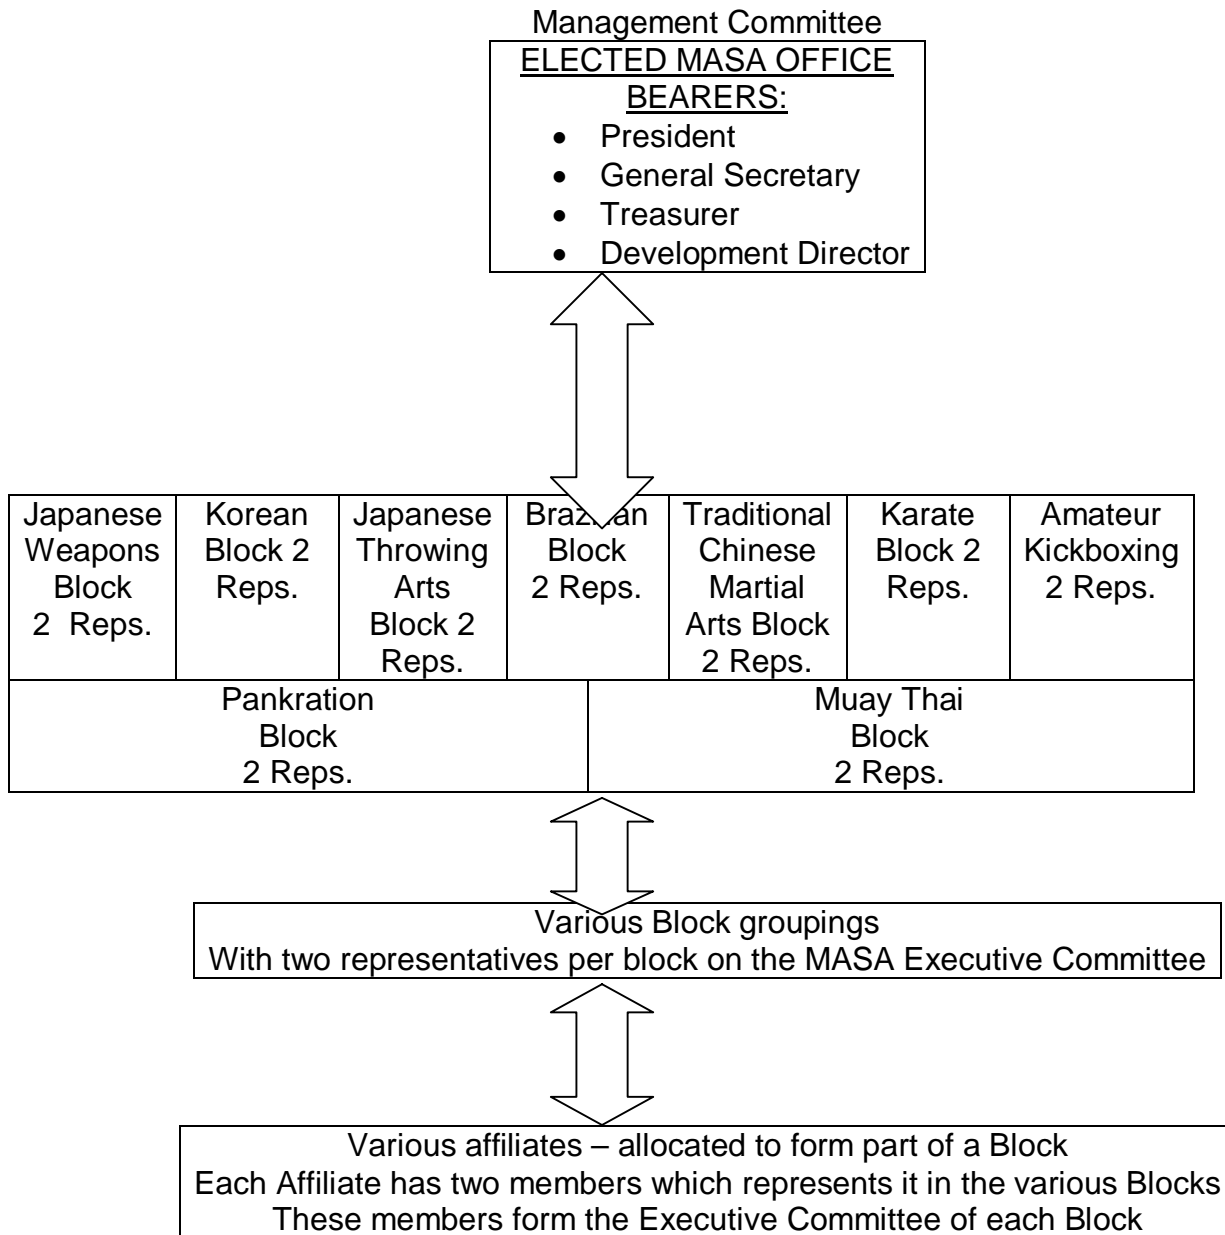 Management Committee
ELECTED MASA OFFICE
BEARERS:
• President
• General Secretary
• Treasurer
• Development Director
Japanese
Weapons
Block
2 Reps.
Korean
Block 2
Reps.
Japanese
Throwing
Arts
Block 2
Reps.
Block
2 Reps.
Traditional
Chinese
Martial
Arts Block
2 Reps.
Karate
Block 2
Reps.
Amateur
Kickboxing
2 Reps.
Pankration
Block
2 Reps.
Muay Thai
Block
2 Reps.
Various Block groupings
With two representatives per block on the MASA Executive Committee
Various affiliates – allocated to form part of a Block
Each Affiliate has two members which represents it in the various Blocks
These members form the Executive Committee of each Block